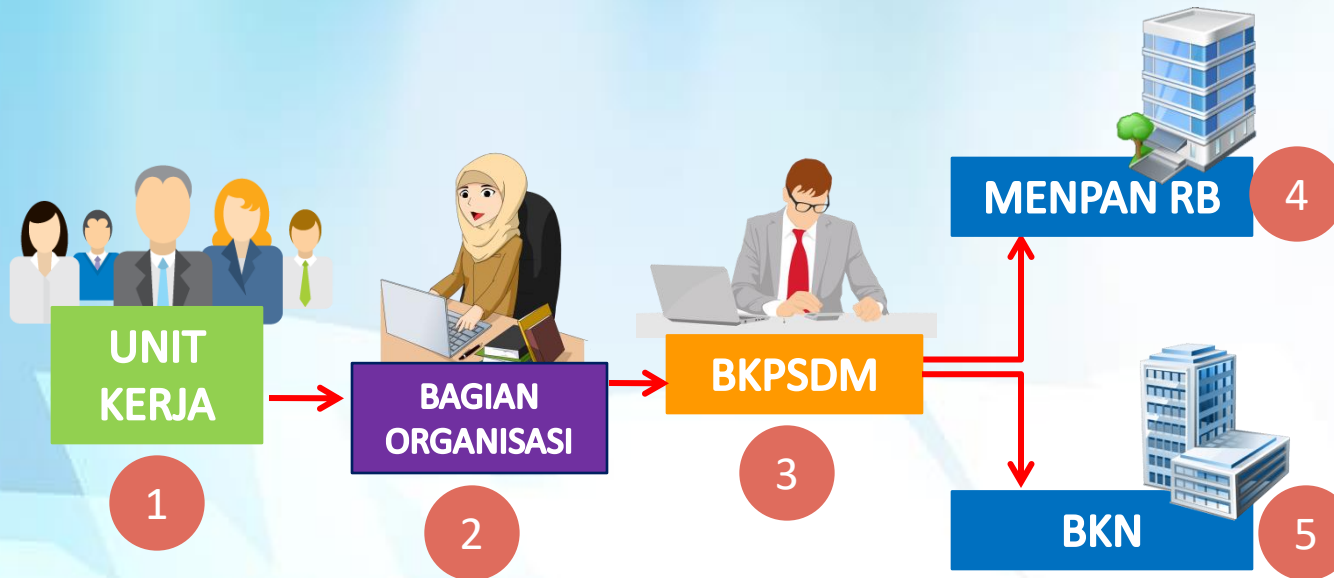 UNIT
KERJA
1
BAGIAN
ORGANISASI
2
BKPSDM
3
MENPAN RB
4
BKN
5